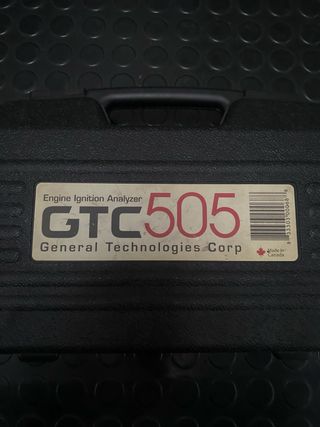 Engine Ignition Analyzer
GTC505
General Technologies Corp
Made in
Canada